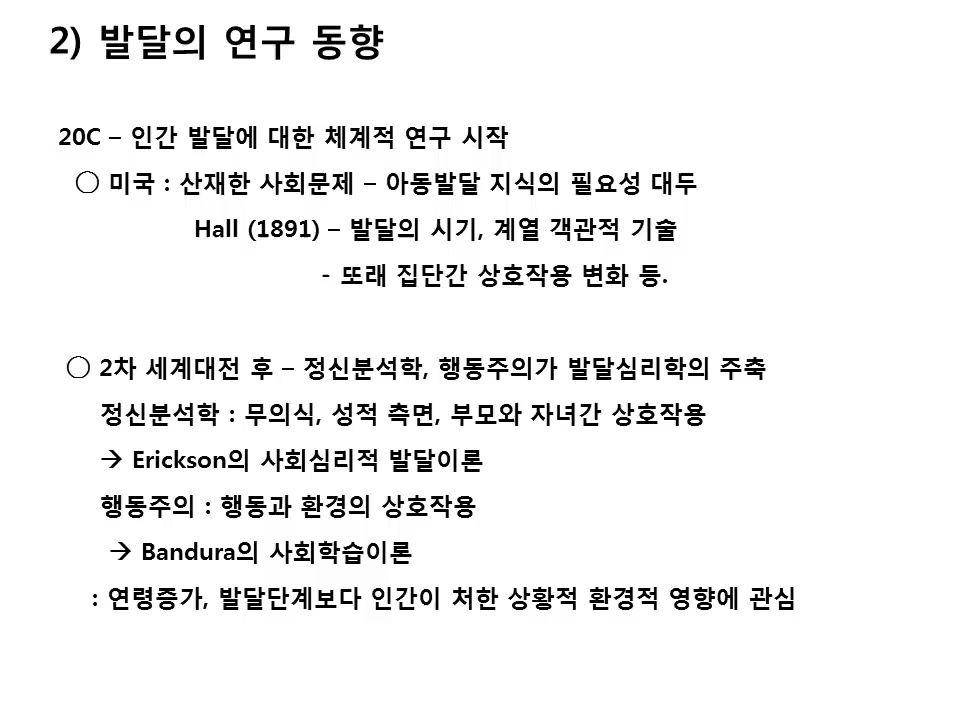 2) 발달의 연구 동향
20C – 인간 발달에 대한 체계적 연구 시작
○ 미국 : 산재한 사회문제 – 아동발달 지식의 필요성 대두
Hall (1891) – 발달의 시기, 계열 객관적 기술
- 또래 집단간 상호작용 변화 등.
○ 2차 세계대전 후 – 정신분석학, 행동주의가 발달심리학의 주축
정신분석학 : 무의식, 성적 측면, 부모와 자녀간 상호작용
→ Erickson의 사회심리적 발달이론
행동주의 : 행동과 환경의 상호작용
→ Bandura의 사회학습이론
: 연령증가, 발달단계보다 인간이 처한 상황적 환경적 영향에 관심